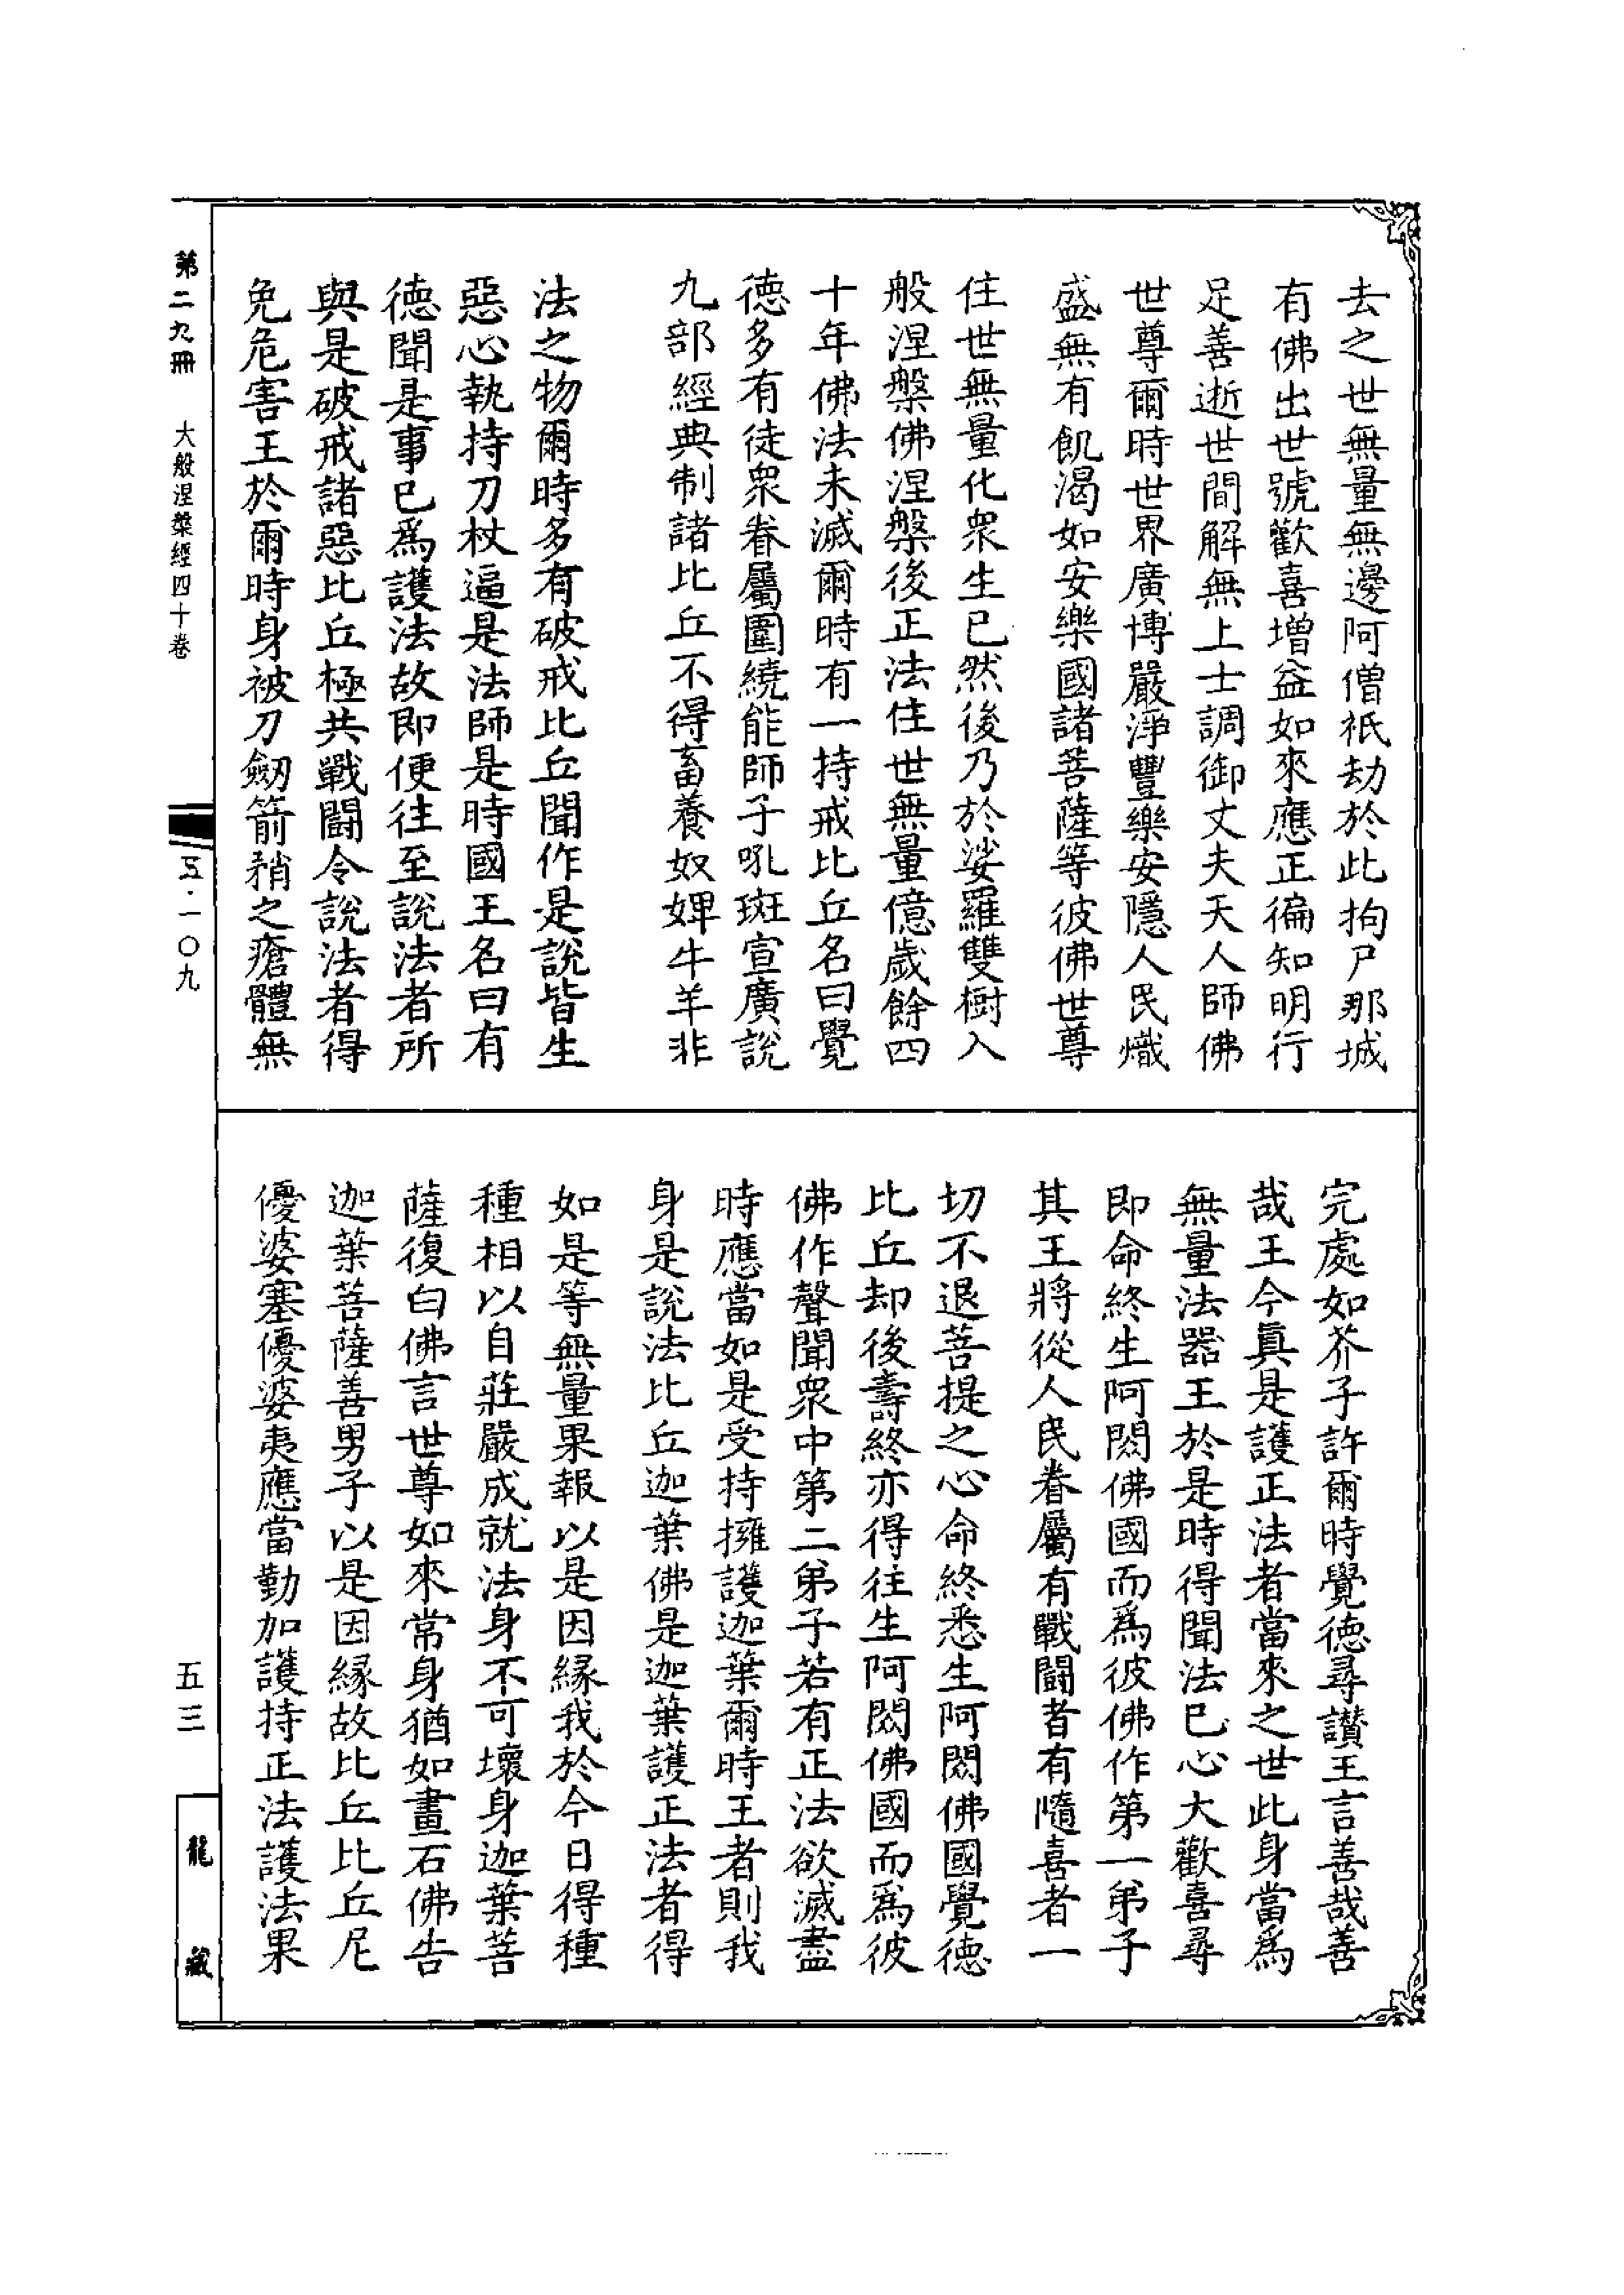 去之世無量無邊阿僧祇劫於此拘尸那城
有佛出世號歡喜增益如來應正徧知明行
足善逝世間解無上士調御丈夫天人師佛
世尊爾時世界廣博嚴淨豐樂安隱人民熾
盛無有飢渴如安樂國諸菩薩等彼佛世尊
住世無量化衆生已然後乃於娑羅雙樹入
般涅槃佛涅槃後正法住世無量億歲餘四
十年佛法未滅爾時有一持戒比丘名曰覺
德多有徒衆眷屬圍繞能師子吼斑宣廣說
九部經典制諸比丘不得畜養奴婢牛羊非
法之物爾時多有破戒比丘聞作是說皆生
惡心執持刀杖逼是法師是時國王名曰有
德聞是事已爲護法故即便往至說法者所
與是破戒諸惡比丘極共戰鬪令說法者得
免危害王於爾時身被刀劒箭矟之瘡體無
完處如芥子許爾時覺德尋讃王言善哉善
哉王今真是護正法者當來之世此身當爲
無量法器王於是時得聞法已心大歡喜尋
即命終生阿閦佛國而爲彼佛作第一弟子
其王將從人民眷屬有戰鬪者有隨喜者一
切不退菩提之心命終悉生阿閦佛國覺德
比丘却後壽終亦得往生阿閦佛國而爲彼
佛作聲聞衆中第二弟子若有正法欲滅盡
時應當如是受持擁護迦葉爾時王者則我
身是說法比丘迦葉佛是迦葉護正法者得
如是等無量果報以是因緣我於今日得種
種相以自莊嚴成就法身不可壞身迦葉菩
薩復白佛言世尊如來常身猶如畫石佛告
迦葉菩薩善男子以是因緣故比丘比丘尼
優婆塞優婆夷應當勤加護持正法護法果
第二九冊 大般涅槃經四十卷
五·一〇九
五三
龍藏